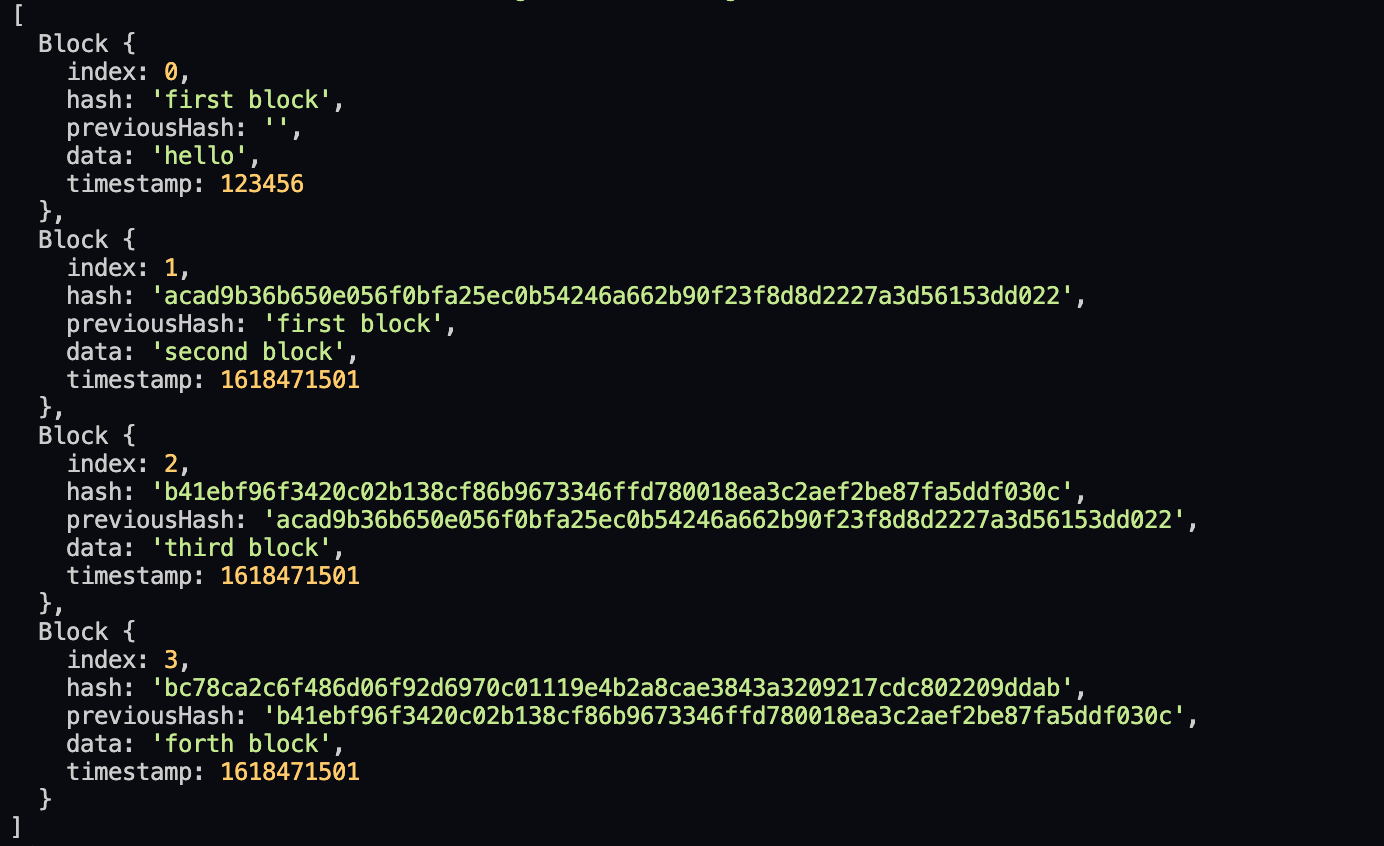 [
  Block {
    index: 0,
    hash: 'first block',
    previousHash: '',
    data: 'hello',
    timestamp: 123456
  },
  Block {
    index: 1,
    hash: 'acad9b36b650e056f0bfa25ec0b54246a662b90f23f8d8d2227a3d56153dd022',
    previousHash: 'first block',
    data: 'second block',
    timestamp: 1618471501
  },
  Block {
    index: 2,
    hash: 'b41ebf96f3420c02b138cf86b9673346ffd780018ea3c2aef2be87fa5ddf030c',
    previousHash: 'acad9b36b650e056f0bfa25ec0b54246a662b90f23f8d8d2227a3d56153dd022',
    data: 'third block',
    timestamp: 1618471501
  },
  Block {
    index: 3,
    hash: 'bc78ca2c6f486d06f92d6970c01119e4b2a8cae3843a3209217cdc802209ddab',
    previousHash: 'b41ebf96f3420c02b138cf86b9673346ffd780018ea3c2aef2be87fa5ddf030c',
    data: 'forth block',
    timestamp: 1618471501
  }
]